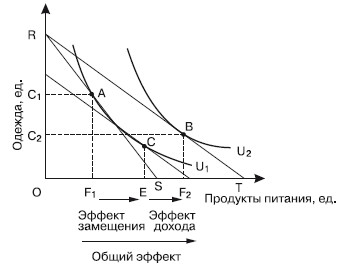 Одежда, ед.
R
C₁
A
C₂
B
C
U₂
U₁
O
F₁
E
S
F₂
T
Продукты питания, ед.
Эффект замещения
Эффект дохода
Общий эффект